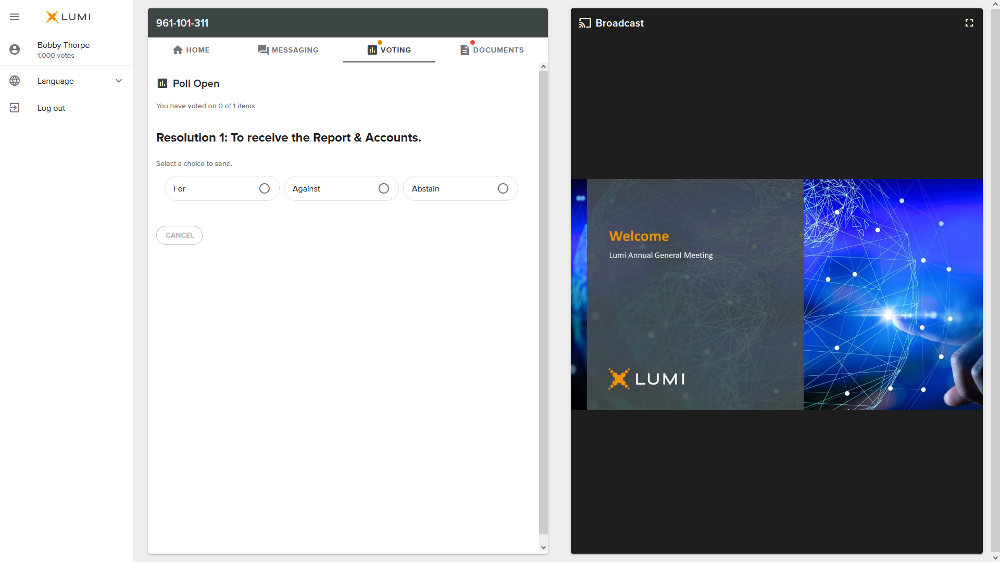 LUMI
Bobby Thorpe
1,000 votes
Language
Log out
961-101-311
HOME
MESSAGING
VOTING
DOCUMENTS
Poll Open
You have voted on 0 of 1 items
Resolution 1: To receive the Report & Accounts.
Select a choice to send.
For
Against
Abstain
CANCEL
Broadcast
Welcome
Lumi Annual General Meeting
LUMI